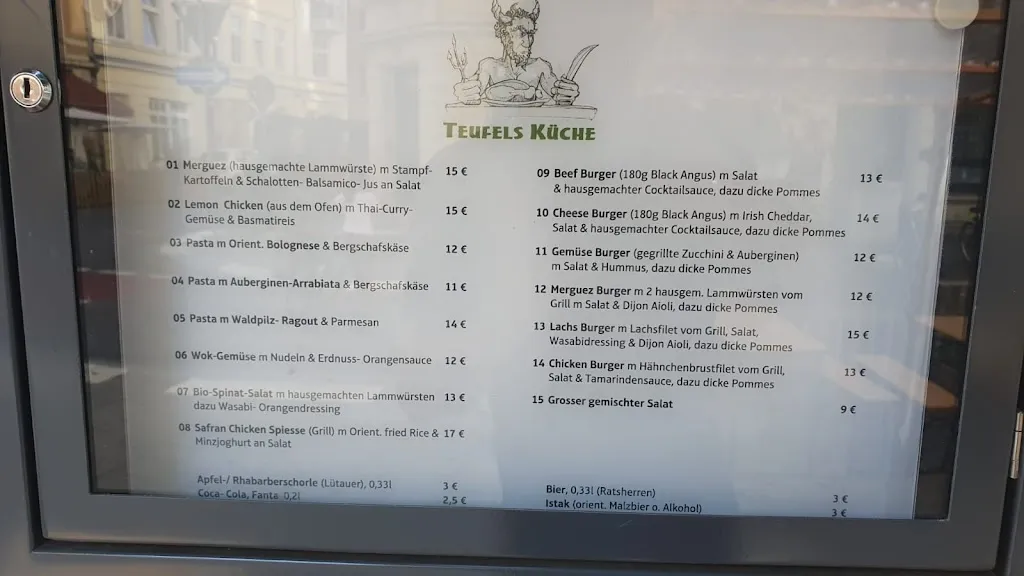 TEUFELS KÜCHE
01 Merguez (hausgemachte Lammwürste) m Stampf- 15 €
Kartoffeln & Schalotten- Balsamico- Jus an Salat
02 Lemon Chicken (aus dem Ofen) m Thai-Curry- 15 €
Gemüse & Basmatireis
03 Pasta m Orient. Bolognese & Bergschafskäse 12 €
04 Pasta m Auberginen-Arrabiata & Bergschafskäse 11 €
05 Pasta m Waldpilz- Ragout & Parmesan 14 €
06 Wok-Gemüse m Nudeln & Erdnuss- Orangensauce 12 €
07 Bio-Spinat-Salat m hausgemachten Lammwürsten 13 €
dazu Wasabi- Orangendressing
08 Safran Chicken Spiesse (Grill) m Orient. fried Rice & 17 €
Minzjoghurt an Salat
Apfel-/ Rhabarberschorle (Lütauer), 0,33l 3 €
Coca- Cola, Fanta 0,2l 2,5 €
09 Beef Burger (180g Black Angus) m Salat 13 €
& hausgemachter Cocktailsauce, dazu dicke Pommes
10 Cheese Burger (180g Black Angus) m Irish Cheddar, 14 €
Salat & hausgemachter Cocktailsauce, dazu dicke Pommes
11 Gemüse Burger (gegrillte Zucchini & Auberginen) 12 €
m Salat & Hummus, dazu dicke Pommes
12 Merguez Burger m 2 hausgem. Lammwürsten vom 12 €
Grill m Salat & Dijon Aioli, dazu dicke Pommes
13 Lachs Burger m Lachsfilet vom Grill, Salat, 15 €
Wasabidressing & Dijon Aioli, dazu dicke Pommes
14 Chicken Burger m Hähnchenbrustfilet vom Grill, 13 €
Salat & Tamarindensauce, dazu dicke Pommes
15 Grosser gemischter Salat 9 €
Bier, 0,33l (Ratsherren) 3 €
Istak (orient. Malzbier o. Alkohol) 3 €